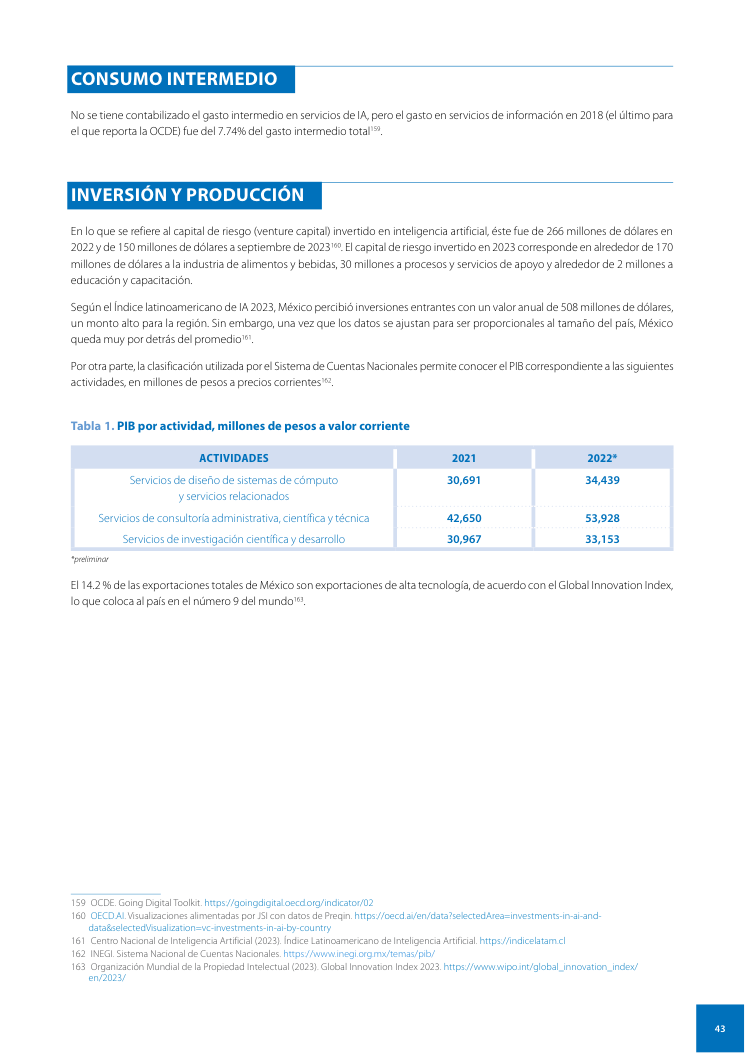 CONSUMO INTERMEDIO
No se tiene contabilizado el gasto intermedio en servicios de IA, pero el gasto en servicios de información en 2018 (el último para
el que reporta la OCDE) fue del 7.74% del gasto intermedio total159.
INVERSIÓN Y PRODUCCIÓN
En lo que se refiere al capital de riesgo (venture capital) invertido en inteligencia artificial, éste fue de 266 millones de dólares en
2022 y de 150 millones de dólares a septiembre de 2023160. El capital de riesgo invertido en 2023 corresponde en alrededor de 170
millones de dólares a la industria de alimentos y bebidas, 30 millones a procesos y servicios de apoyo y alrededor de 2 millones a
educación y capacitación.
Según el Índice latinoamericano de IA 2023, México percibió inversiones entrantes con un valor anual de 508 millones de dólares,
un monto alto para la región. Sin embargo, una vez que los datos se ajustan para ser proporcionales al tamaño del país, México
queda muy por detrás del promedio161.
Por otra parte, la clasificación utilizada por el Sistema de Cuentas Nacionales permite conocer el PIB correspondiente a las siguientes
actividades, en millones de pesos a precios corrientes162.
Tabla 1. PIB por actividad, millones de pesos a valor corriente
ACTIVIDADES 2021 2022*
Servicios de diseño de sistemas de cómputo 30,691 34,439
y servicios relacionados
Servicios de consultoría administrativa, científica y técnica 42,650 53,928
Servicios de investigación científica y desarrollo 30,967 33,153
*preliminar
El 14.2 % de las exportaciones totales de México son exportaciones de alta tecnología, de acuerdo con el Global Innovation Index,
lo que coloca al país en el número 9 del mundo163.
159 OCDE. Going Digital Toolkit. https://goingdigital.oecd.org/indicator/02
160 OECD.AI. Visualizaciones alimentadas por JSI con datos de Preqin. https://oecd.ai/en/data?selectedArea=investments-in-ai-and-
data&selectedVisualization=vc-investments-in-ai-by-country
161 Centro Nacional de Inteligencia Artificial (2023). Índice Latinoamericano de Inteligencia Artificial. https://indicelatam.cl
162 INEGI. Sistema Nacional de Cuentas Nacionales. https://www.inegi.org.mx/temas/pib/
163 Organización Mundial de la Propiedad Intelectual (2023). Global Innovation Index 2023. https://www.wipo.int/global_innovation_index/
en/2023/
43